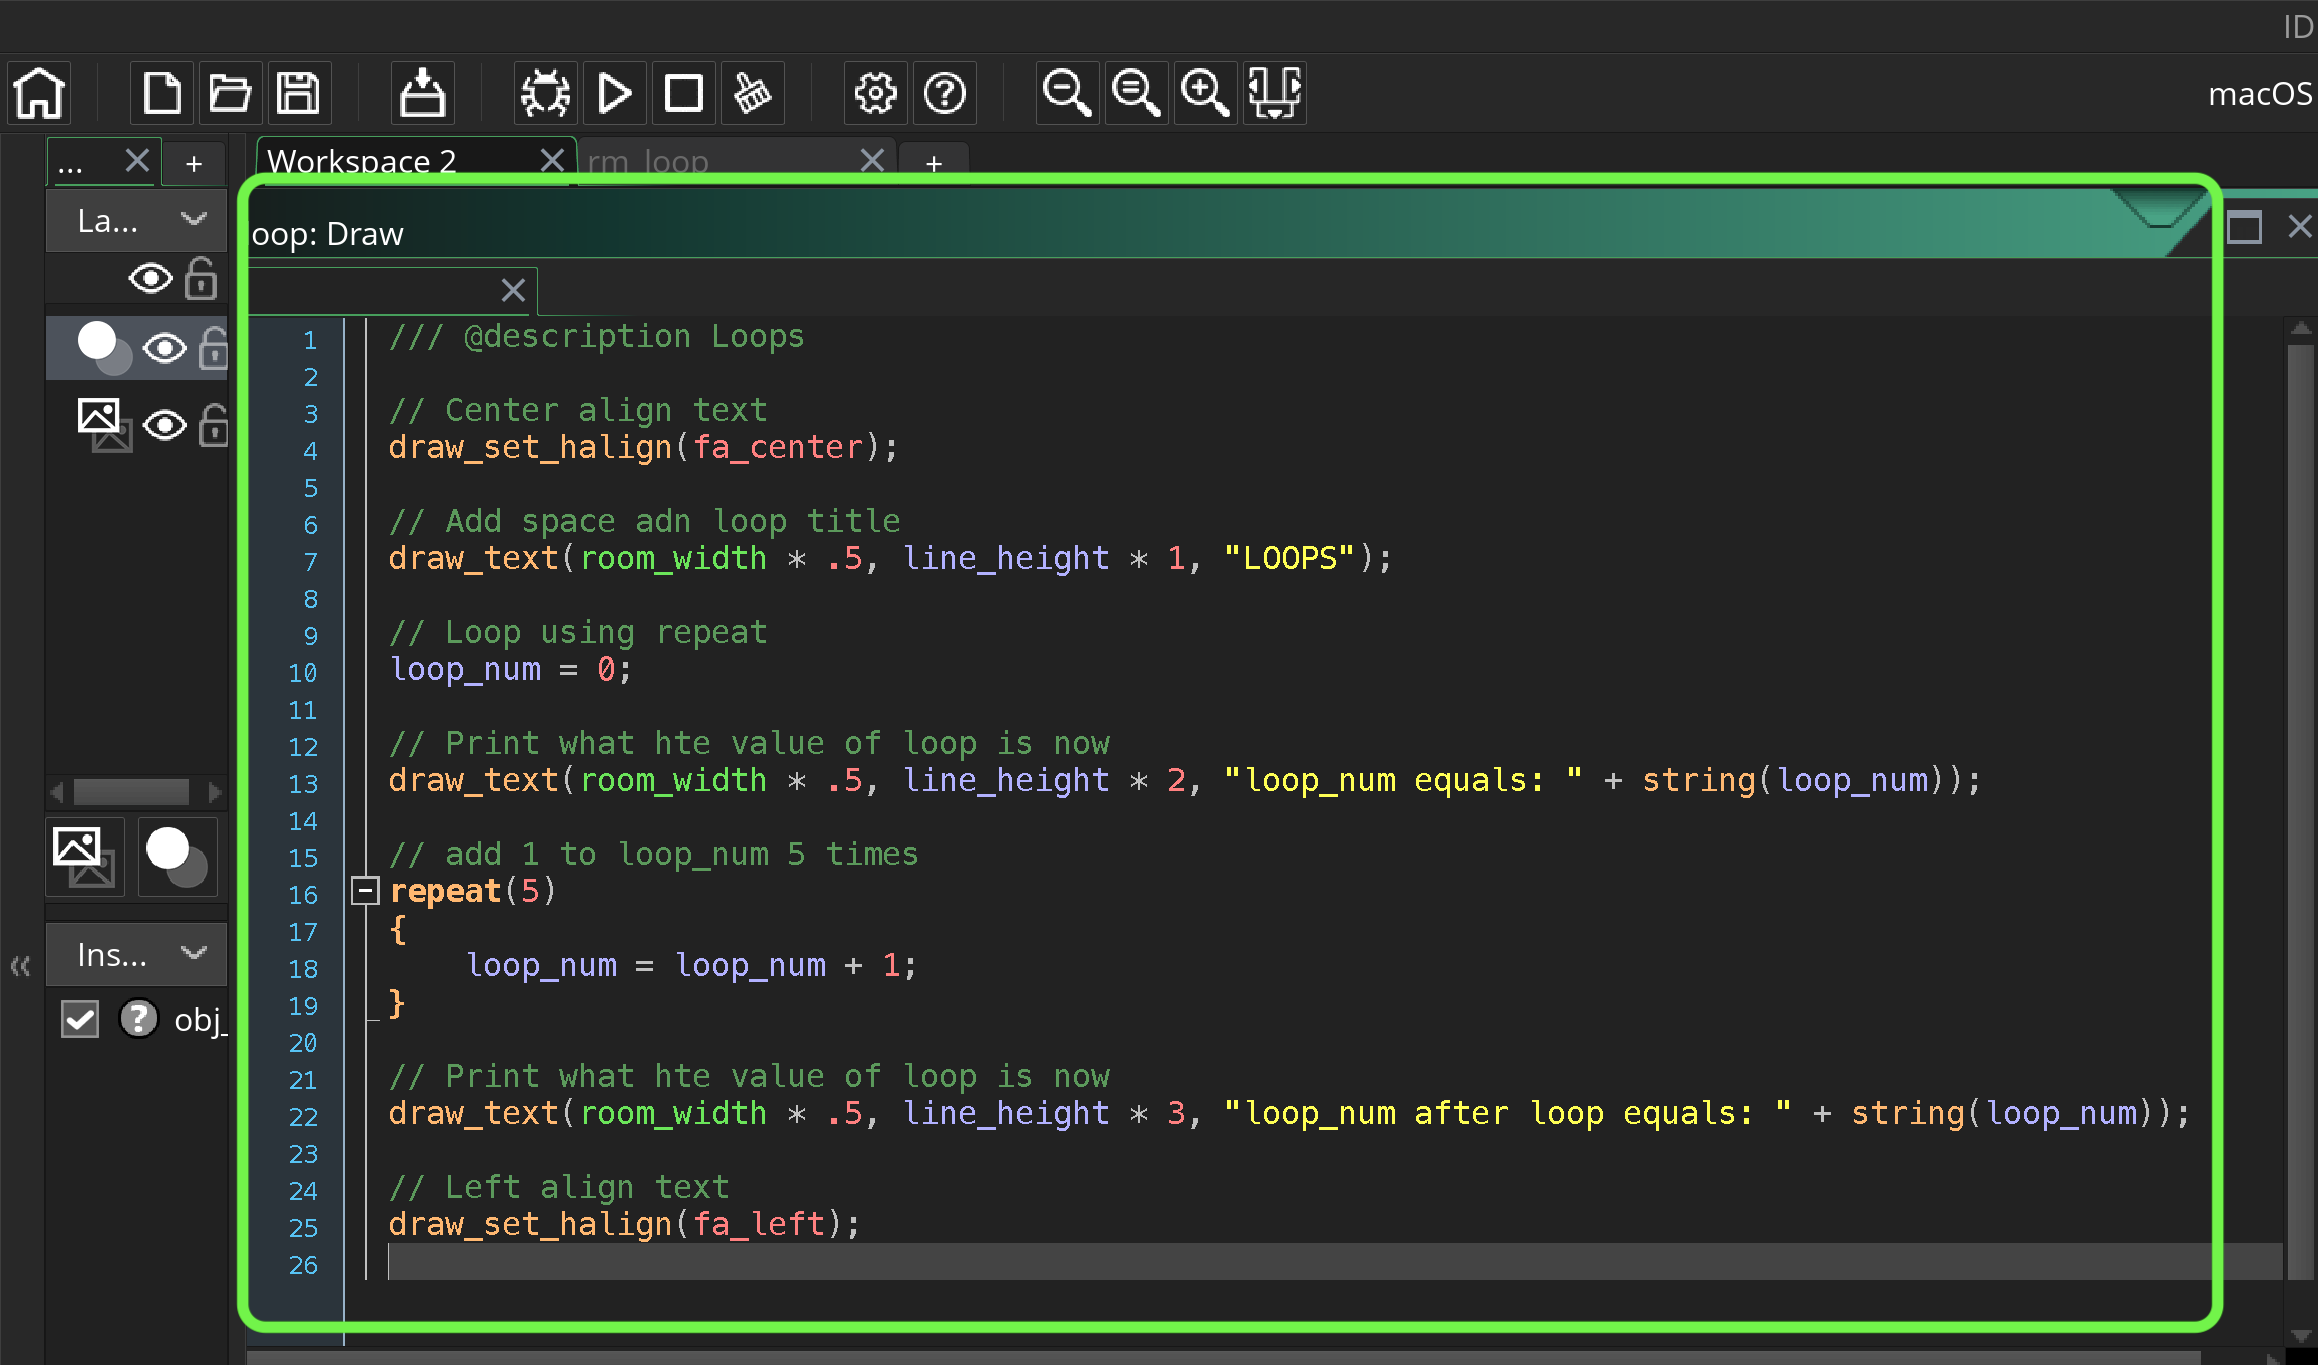 ID
macOS
... +
Workspace 2 rm_loop +
La...
oop: Draw
1 /// @description Loops
2
3 // Center align text
4 draw_set_halign(fa_center);
5
6 // Add space adn loop title
7 draw_text(room_width * .5, line_height * 1, "LOOPS");
8
9 // Loop using repeat
10 loop_num = 0;
11
12 // Print what hte value of loop is now
13 draw_text(room_width * .5, line_height * 2, "loop_num equals: " + string(loop_num));
14
15 // add 1 to loop_num 5 times
16 repeat(5)
17 {
18     loop_num = loop_num + 1;
19 }
20
21 // Print what hte value of loop is now
22 draw_text(room_width * .5, line_height * 3, "loop_num after loop equals: " + string(loop_num));
23
24 // Left align text
25 draw_set_halign(fa_left);
26
Ins...
obj_